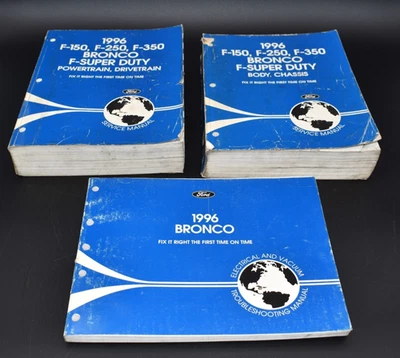 1996
F-150, F-250, F-350
BRONCO
F-SUPER DUTY
POWERTRAIN, DRIVETRAIN
FIX IT RIGHT THE FIRST TIME ON TIME
Ford
SERVICE MANUAL
1996
F-150, F-250, F-350
BRONCO
F-SUPER DUTY
BODY, CHASSIS
FIX IT RIGHT THE FIRST TIME ON TIME
Ford
SERVICE MANUAL
Ford
1996
BRONCO
FIX IT RIGHT THE FIRST TIME ON TIME
ELECTRICAL AND VACUUM
TROUBLESHOOTING MANUAL